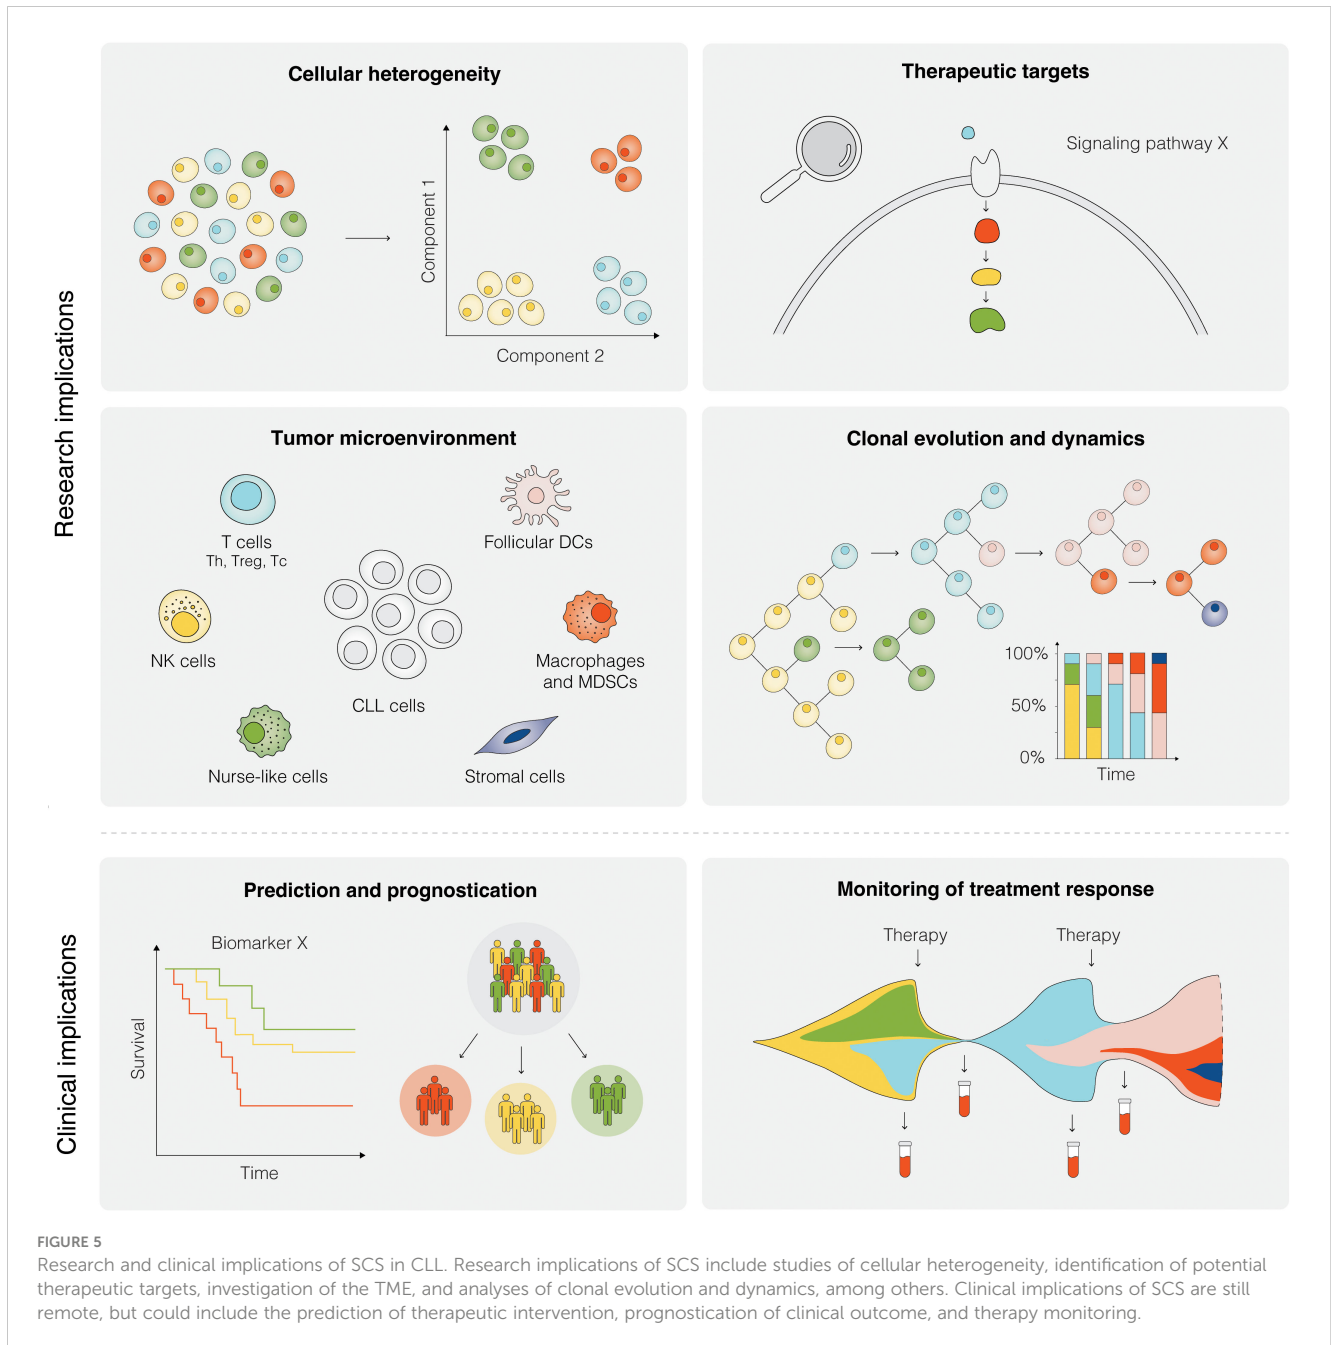 Research implications
Cellular heterogeneity
Component 1
Component 2
Therapeutic targets
Signaling pathway X
Tumor microenvironment
T cells
Th, Treg, Tc
Follicular DCs
NK cells
Macrophages
and MDSCs
CLL cells
Nurse-like cells
Stromal cells
Clonal evolution and dynamics
100%
50%
0%
Time
Clinical implications
Prediction and prognostication
Biomarker X
Survival
Time
Monitoring of treatment response
Therapy
Therapy
FIGURE 5
Research and clinical implications of SCS in CLL. Research implications of SCS include studies of cellular heterogeneity, identification of potential
therapeutic targets, investigation of the TME, and analyses of clonal evolution and dynamics, among others. Clinical implications of SCS are still
remote, but could include the prediction of therapeutic intervention, prognostication of clinical outcome, and therapy monitoring.